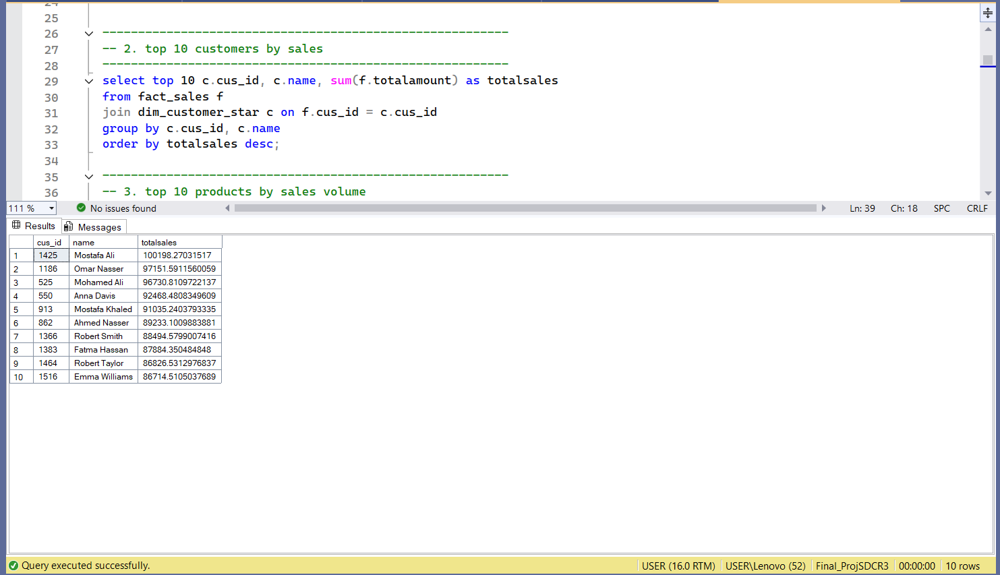 25
26 ---------------------------------------------------------
27 -- 2. top 10 customers by sales
28 ---------------------------------------------------------
29 select top 10 c.cus_id, c.name, sum(f.totalamount) as totalsales
30 from fact_sales f
31 join dim_customer_star c on f.cus_id = c.cus_id
32 group by c.cus_id, c.name
33 order by totalsales desc;
34
35 ---------------------------------------------------------
36 -- 3. top 10 products by sales volume
111 % No issues found Ln: 39 Ch: 18 SPC CRLF
Results Messages
cus_id name totalsales
1 1425 Mostafa Ali 100198.27031517
2 1186 Omar Nasser 97151.5911560059
3 525 Mohamed Ali 96730.8109722137
4 550 Anna Davis 92468.4808349609
5 913 Mostafa Khaled 91035.2403793335
6 862 Ahmed Nasser 89233.1009883881
7 1366 Robert Smith 88494.5799007416
8 1383 Fatma Hassan 87884.350484848
9 1464 Robert Taylor 86826.5312976837
10 1516 Emma Williams 86714.5105037689
Query executed successfully. USER (16.0 RTM) USER\Lenovo (52) Final_ProjSDCR3 00:00:00 10 rows